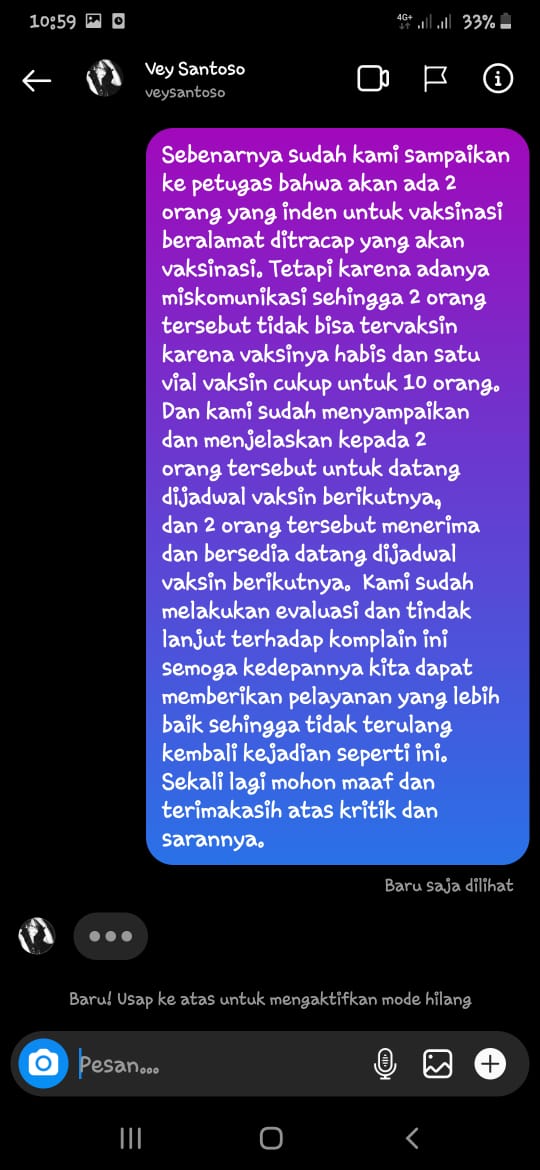 10:59
4G+
33%
Vey Santoso
veysantoso
Sebenarnya sudah kami sampaikan
ke petugas bahwa akan ada 2
orang yang inden untuk vaksinasi
beralamat ditracap yang akan
vaksinasi. Tetapi karena adanya
miskomunikasi sehingga 2 orang
tersebut tidak bisa tervaksin
karena vaksinya habis dan satu
vial vaksin cukup untuk 10 orang.
Dan kami sudah menyampaikan
dan menjelaskan kepada 2
orang tersebut untuk datang
dijadwal vaksin berikutnya,
dan 2 orang tersebut menerima
dan bersedia datang dijadwal
vaksin berikutnya. Kami sudah
melakukan evaluasi dan tindak
lanjut terhadap komplain ini
semoga kedepannya kita dapat
memberikan pelayanan yang lebih
baik sehingga tidak terulang
kembali kejadian seperti ini.
Sekali lagi mohon maaf dan
terimakasih atas kritik dan
sarannya.
Baru saja dilihat
Baru! Usap ke atas untuk mengaktifkan mode hilang
Pesan...